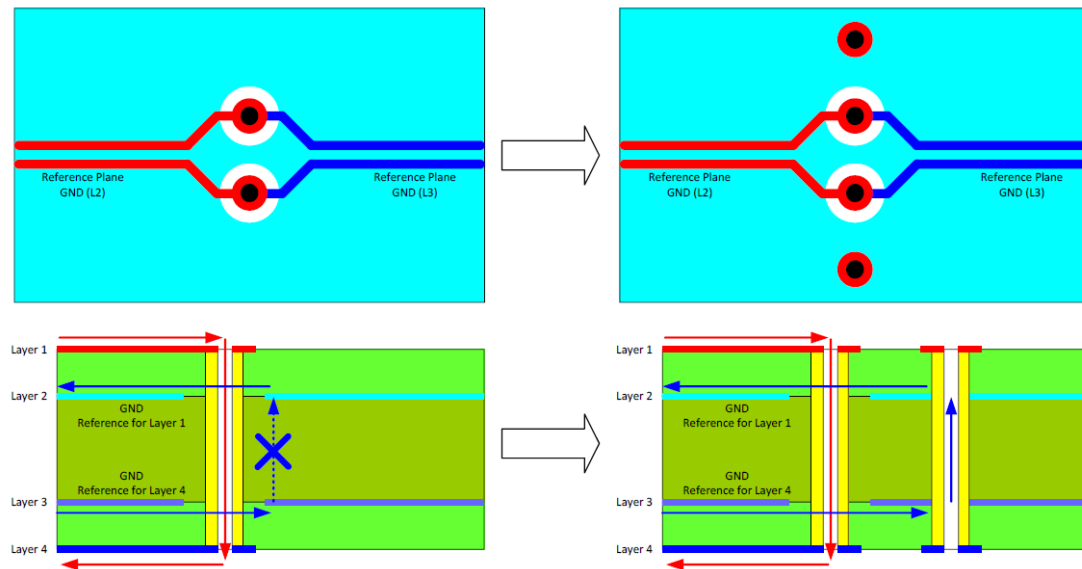 Reference Plane
GND (L2)
Reference Plane
GND (L3)
Reference Plane
GND (L2)
Reference Plane
GND (L3)
Layer 1
Layer 2
GND
Reference for Layer 1
GND
Reference for Layer 4
Layer 3
Layer 4
Layer 1
Layer 2
GND
Reference for Layer 1
GND
Reference for Layer 4
Layer 3
Layer 4